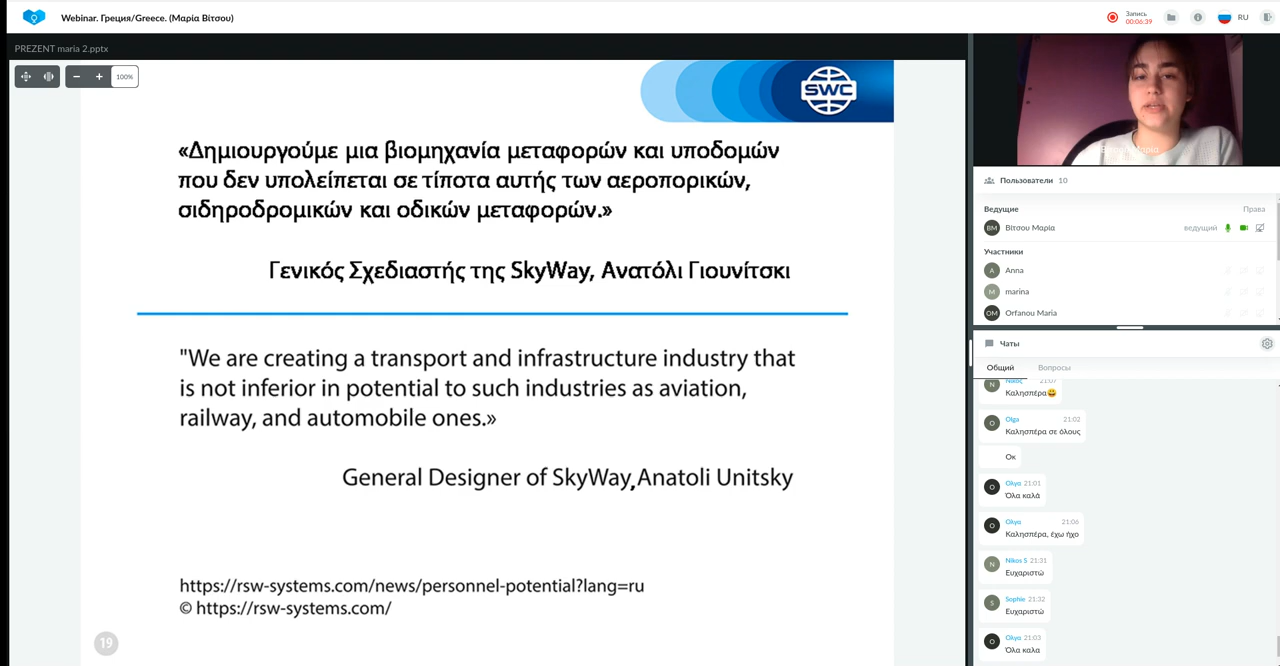 Webinar. Греция/Greece. (Μαρία Βίτσου)
Запись
00:06:39
RU
PREZENT maria 2.pptx
100%
SWC
«Δημιουργούμε μια βιομηχανία μεταφορών και υποδομών
που δεν υπολείπεται σε τίποτα αυτής των αεροπορικών,
σιδηροδρομικών και οδικών μεταφορών.»
Γενικός Σχεδιαστής της SkyWay, Ανατόλι Γιουνίτσκι
"We are creating a transport and infrastructure industry that
is not inferior in potential to such industries as aviation,
railway, and automobile ones.»
General Designer of SkyWay,Anatoli Unitsky
https://rsw-systems.com/news/personnel-potential?lang=ru
© https://rsw-systems.com/
19
Пользователи 10
Ведущие Права
BM Βίτσου Μαρία ведущий
Участники
A Anna
M marina
OM Orfanou Maria
Чаты
Общий Вопросы
N Nikos 21:07
Καλησπέρα😀
O Olga 21:02
Καλησπέρα σε όλους
Οκ
O Olya 21:01
Όλα καλά
O Olya 21:06
Καλησπέρα, έχω ήχο
N Nikos S 21:31
Ευχαριστώ
S Sophie 21:32
Ευχαριστώ
O Olya 21:03
Όλα καλα